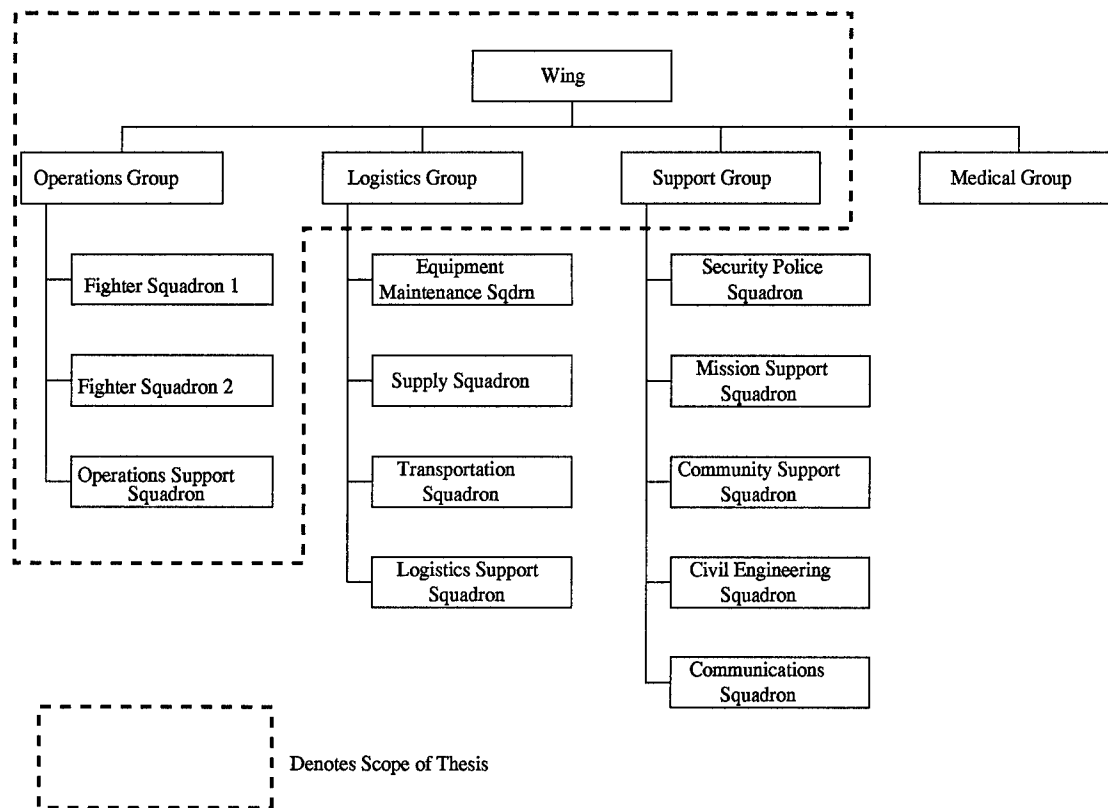 Wing
Operations Group
Logistics Group
Support Group
Medical Group
Fighter Squadron 1
Fighter Squadron 2
Operations Support
Squadron
Equipment
Maintenance Sqdrn
Supply Squadron
Transportation
Squadron
Logistics Support
Squadron
Security Police
Squadron
Mission Support
Squadron
Community Support
Squadron
Civil Engineering
Squadron
Communications
Squadron
Denotes Scope of Thesis